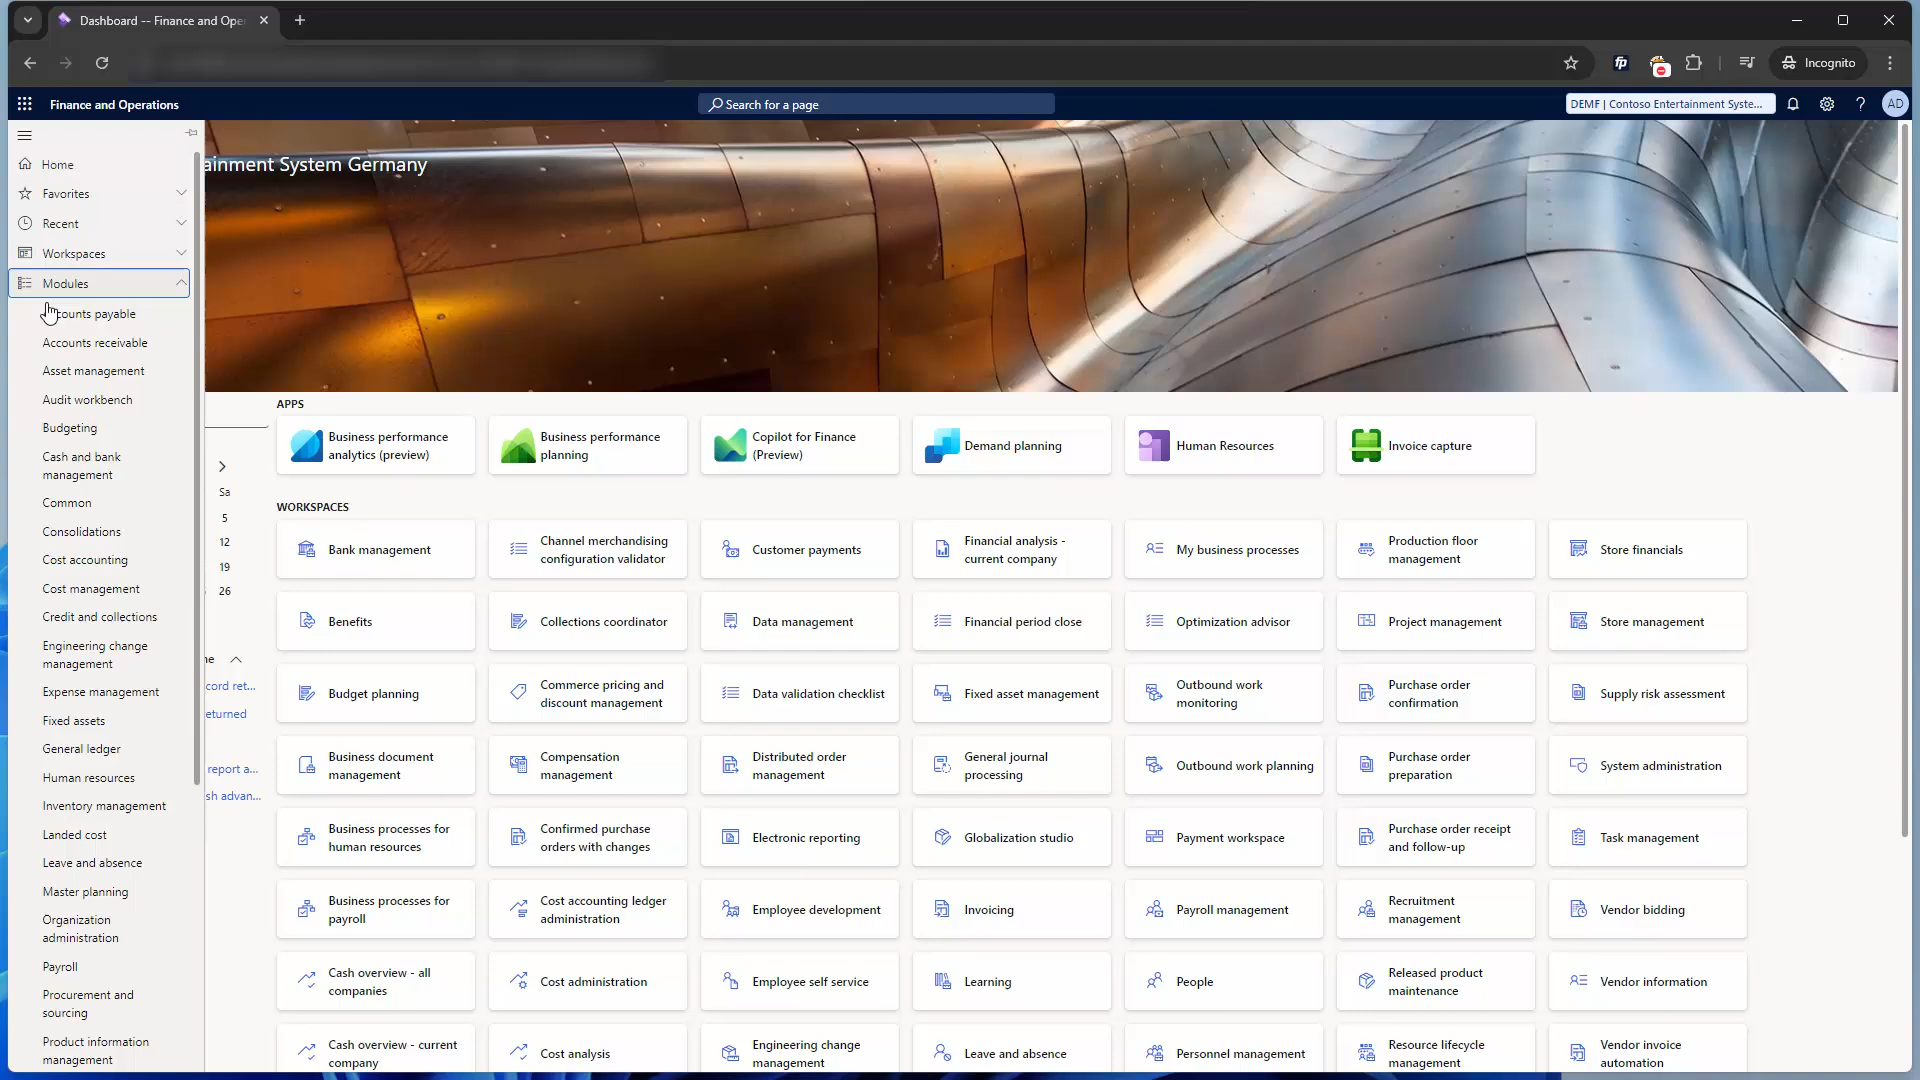 Dashboard -- Finance and Ope
Incognito
Finance and Operations
Search for a page
DEMF | Contoso Entertainment Syste...
AD
Home
Favorites
Recent
Workspaces
Modules
counts payable
Accounts receivable
Asset management
Audit workbench
Budgeting
Cash and bank
management
Common
Consolidations
Cost accounting
Cost management
Credit and collections
Engineering change
management
Expense management
Fixed assets
General ledger
Human resources
Inventory management
Landed cost
Leave and absence
Master planning
Organization
administration
Payroll
Procurement and
sourcing
Product information
management
ainment System Germany
Sa
5
12
19
26
ne
cord ret...
eturned
report a...
sh advan...
APPS
Business performance
analytics (preview)
Business performance
planning
Copilot for Finance
(Preview)
Demand planning
Human Resources
Invoice capture
WORKSPACES
Bank management
Channel merchandising
configuration validator
Customer payments
Financial analysis -
current company
My business processes
Production floor
management
Store financials
Benefits
Collections coordinator
Data management
Financial period close
Optimization advisor
Project management
Store management
Budget planning
Commerce pricing and
discount management
Data validation checklist
Fixed asset management
Outbound work
monitoring
Purchase order
confirmation
Supply risk assessment
Business document
management
Compensation
management
Distributed order
management
General journal
processing
Outbound work planning
Purchase order
preparation
System administration
Business processes for
human resources
Confirmed purchase
orders with changes
Electronic reporting
Globalization studio
Payment workspace
Purchase order receipt
and follow-up
Task management
Business processes for
payroll
Cost accounting ledger
administration
Employee development
Invoicing
Payroll management
Recruitment
management
Vendor bidding
Cash overview - all
companies
Cost administration
Employee self service
Learning
People
Released product
maintenance
Vendor information
Cash overview - current
company
Cost analysis
Engineering change
management
Leave and absence
Personnel management
Resource lifecycle
management
Vendor invoice
automation